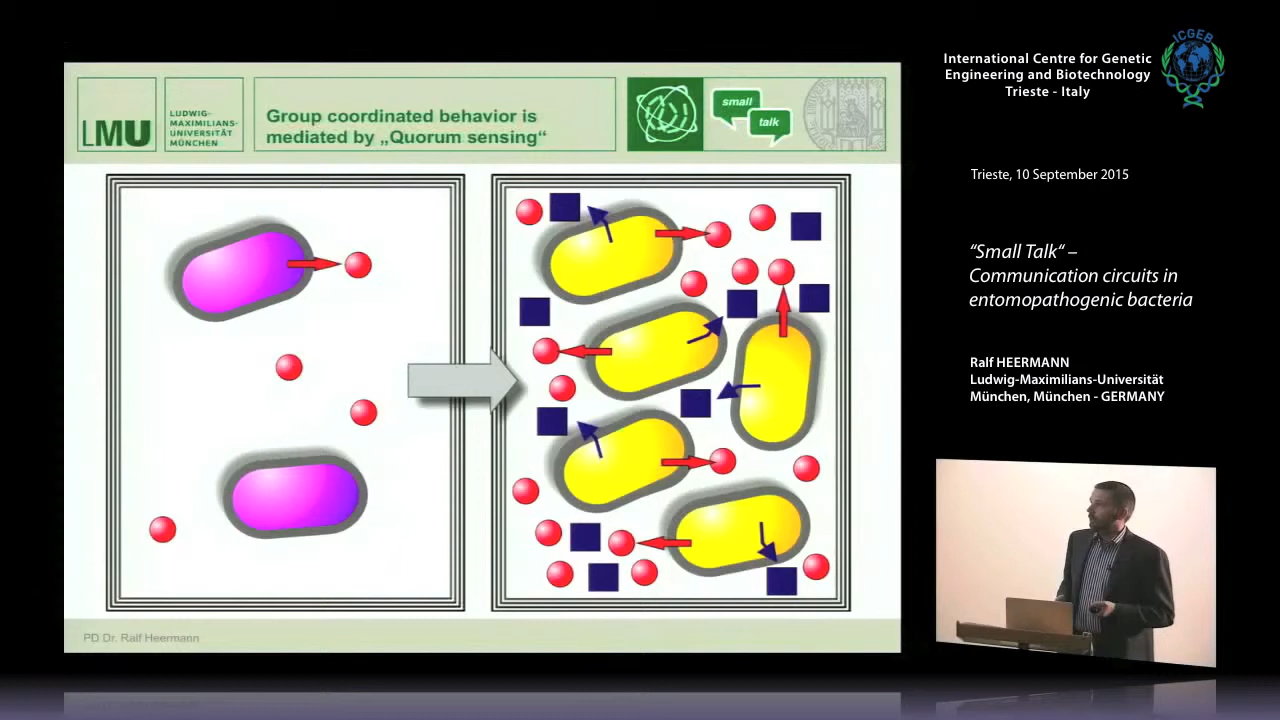 LMU
LUDWIG-
MAXIMILIANS-
UNIVERSITÄT
MÜNCHEN
Group coordinated behavior is
mediated by „Quorum sensing“
small
talk
PD Dr. Ralf Heermann
International Centre for Genetic
Engineering and Biotechnology
Trieste - Italy
ICGEB
Trieste, 10 September 2015
“Small Talk“ –
Communication circuits in
entomopathogenic bacteria
Ralf HEERMANN
Ludwig-Maximilians-Universität
München, München - GERMANY